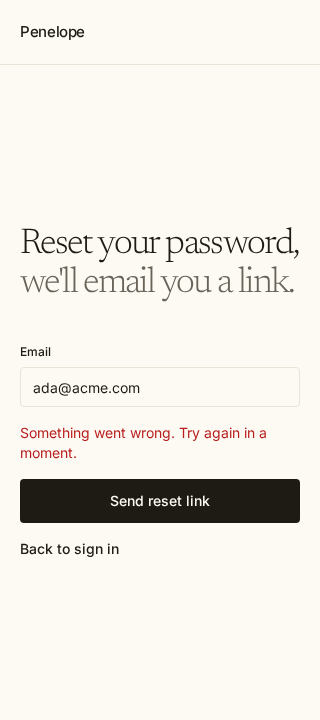 Penelope
Reset your password,
we'll email you a link.
Email
ada@acme.com
Something went wrong. Try again in a
moment.
Send reset link
Back to sign in